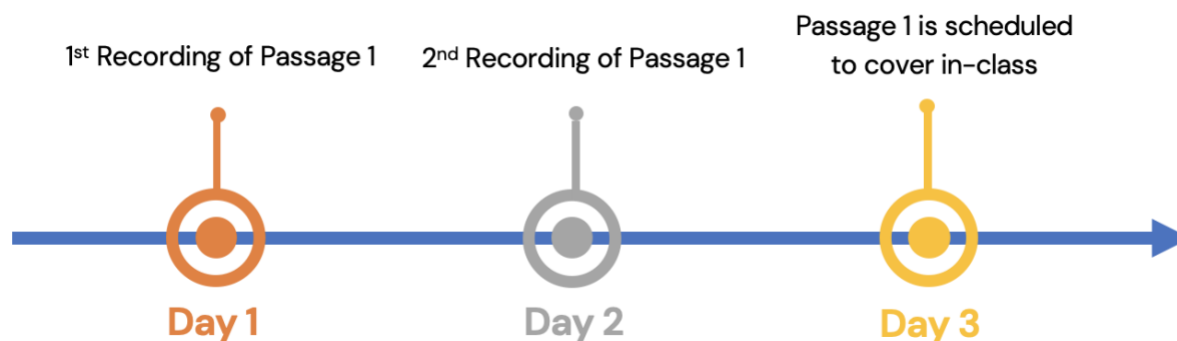 1st Recording of Passage 1
2nd Recording of Passage 1
Passage 1 is scheduled
to cover in-class
Day 1
Day 2
Day 3